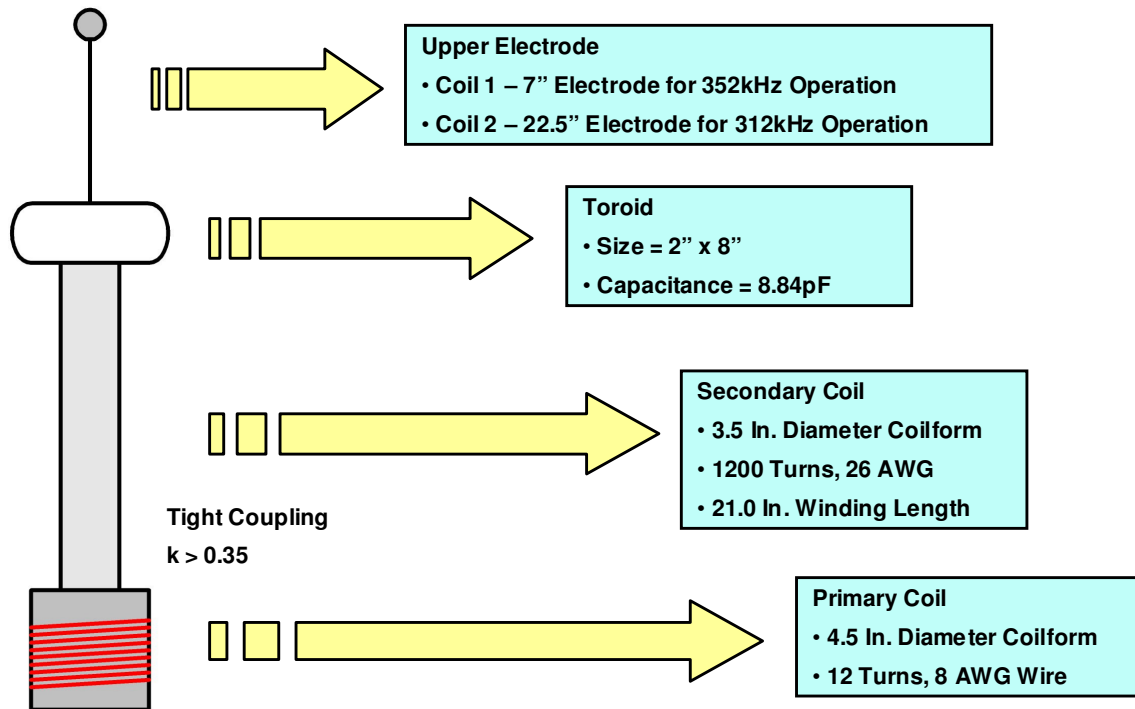 Upper Electrode
• Coil 1 – 7” Electrode for 352kHz Operation
• Coil 2 – 22.5” Electrode for 312kHz Operation
Toroid
• Size = 2” x 8”
• Capacitance = 8.84pF
Secondary Coil
• 3.5 In. Diameter Coilform
• 1200 Turns, 26 AWG
• 21.0 In. Winding Length
Tight Coupling
k > 0.35
Primary Coil
• 4.5 In. Diameter Coilform
• 12 Turns, 8 AWG Wire